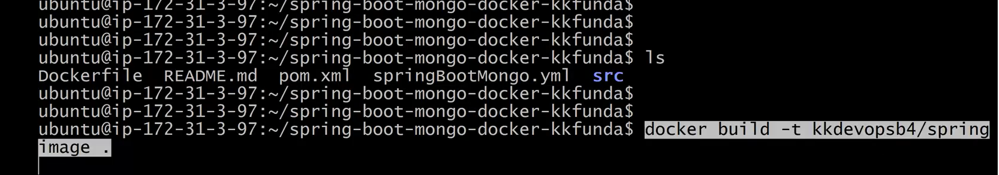 ubuntu@ip-172-31-3-97:~/spring-boot-mongo-docker-kkfunda$
ubuntu@ip-172-31-3-97:~/spring-boot-mongo-docker-kkfunda$
ubuntu@ip-172-31-3-97:~/spring-boot-mongo-docker-kkfunda$
ubuntu@ip-172-31-3-97:~/spring-boot-mongo-docker-kkfunda$ ls
Dockerfile  README.md  pom.xml  springBootMongo.yml  src
ubuntu@ip-172-31-3-97:~/spring-boot-mongo-docker-kkfunda$
ubuntu@ip-172-31-3-97:~/spring-boot-mongo-docker-kkfunda$
ubuntu@ip-172-31-3-97:~/spring-boot-mongo-docker-kkfunda$ docker build -t kkdevopsb4/spring
image .